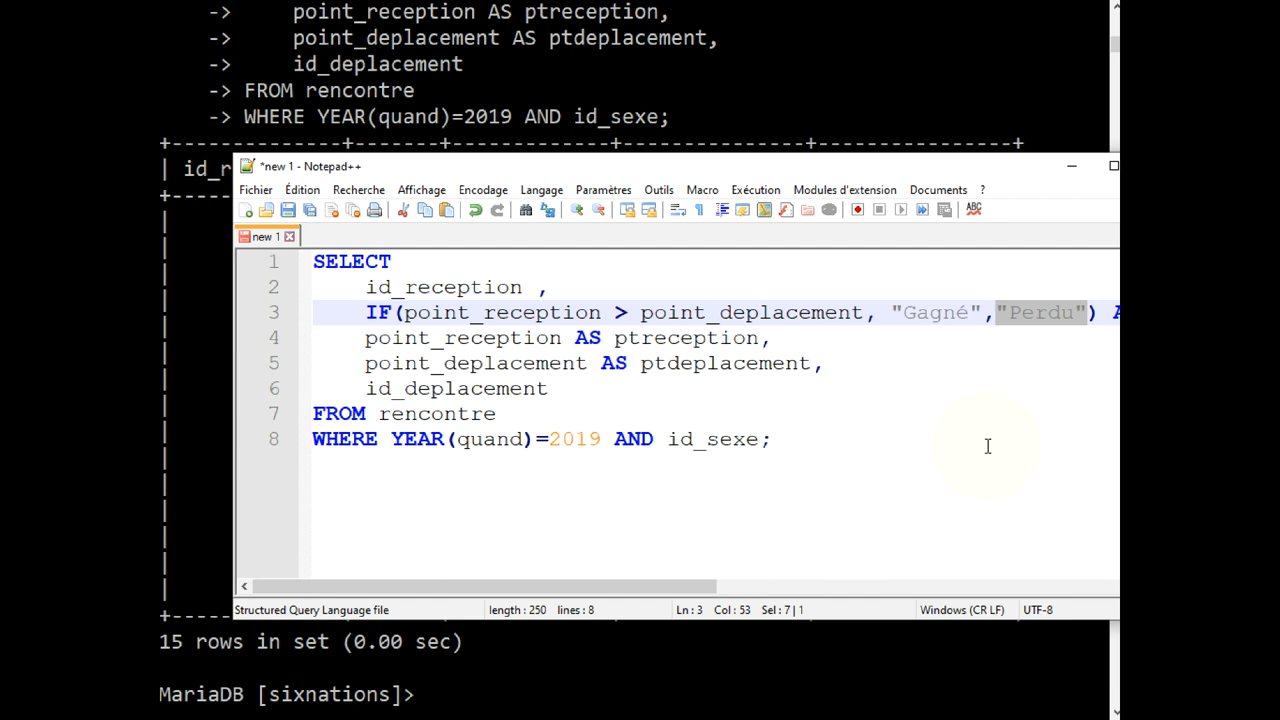 -> point_reception AS ptreception,
-> point_deplacement AS ptdeplacement,
-> id_deplacement
-> FROM rencontre
-> WHERE YEAR(quand)=2019 AND id_sexe;
+-------------+-------+-------------+---------------+----------------+
| id_r
*new 1 - Notepad++
Fichier Édition Recherche Affichage Encodage Langage Paramètres Outils Macro Exécution Modules d'extension Documents ?
ABC
new 1
1 SELECT
2 id_reception ,
3 IF(point_reception > point_deplacement, "Gagné","Perdu") A
4 point_reception AS ptreception,
5 point_deplacement AS ptdeplacement,
6 id_deplacement
7 FROM rencontre
8 WHERE YEAR(quand)=2019 AND id_sexe;
Structured Query Language file length : 250 lines : 8 Ln : 3 Col : 53 Sel : 7 | 1 Windows (CR LF) UTF-8
15 rows in set (0.00 sec)
MariaDB [sixnations]>